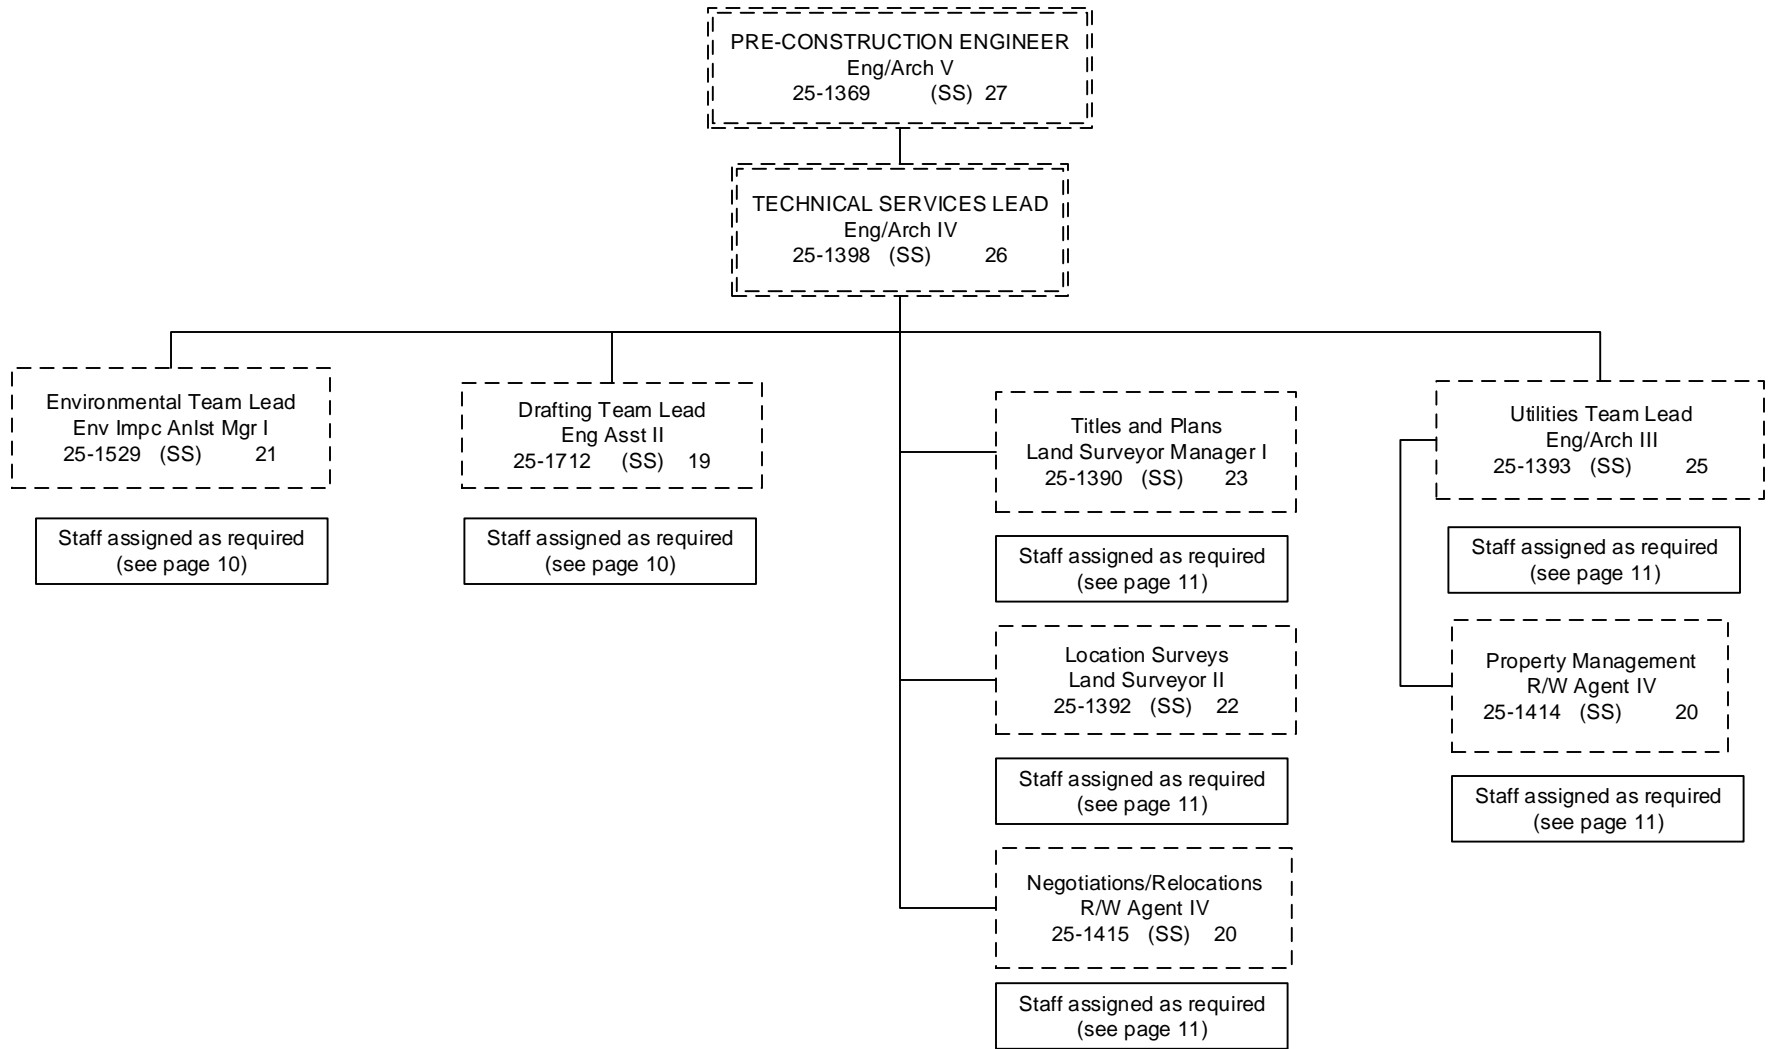 PRE-CONSTRUCTION ENGINEER
Eng/Arch V
25-1369 (SS) 27
TECHNICAL SERVICES LEAD
Eng/Arch IV
25-1398 (SS) 26
Environmental Team Lead
Env Impc Anlst Mgr I
25-1529 (SS) 21
Staff assigned as required
(see page 10)
Drafting Team Lead
Eng Asst II
25-1712 (SS) 19
Staff assigned as required
(see page 10)
Titles and Plans
Land Surveyor Manager I
25-1390 (SS) 23
Staff assigned as required
(see page 11)
Location Surveys
Land Surveyor II
25-1392 (SS) 22
Staff assigned as required
(see page 11)
Negotiations/Relocations
R/W Agent IV
25-1415 (SS) 20
Staff assigned as required
(see page 11)
Utilities Team Lead
Eng/Arch III
25-1393 (SS) 25
Staff assigned as required
(see page 11)
Property Management
R/W Agent IV
25-1414 (SS) 20
Staff assigned as required
(see page 11)